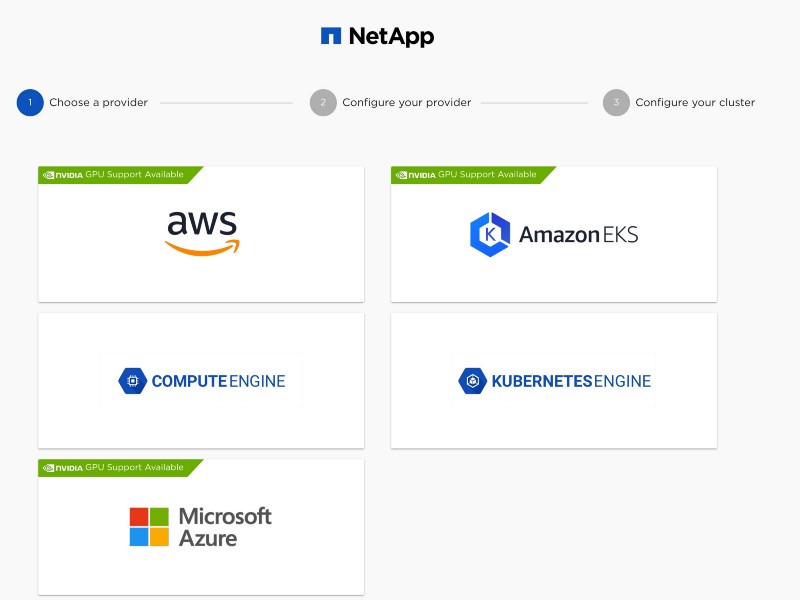 NetApp
1 Choose a provider
2 Configure your provider
3 Configure your cluster
NVIDIA GPU Support Available
aws
NVIDIA GPU Support Available
K Amazon EKS
COMPUTE ENGINE
KUBERNETES ENGINE
NVIDIA GPU Support Available
Microsoft
Azure